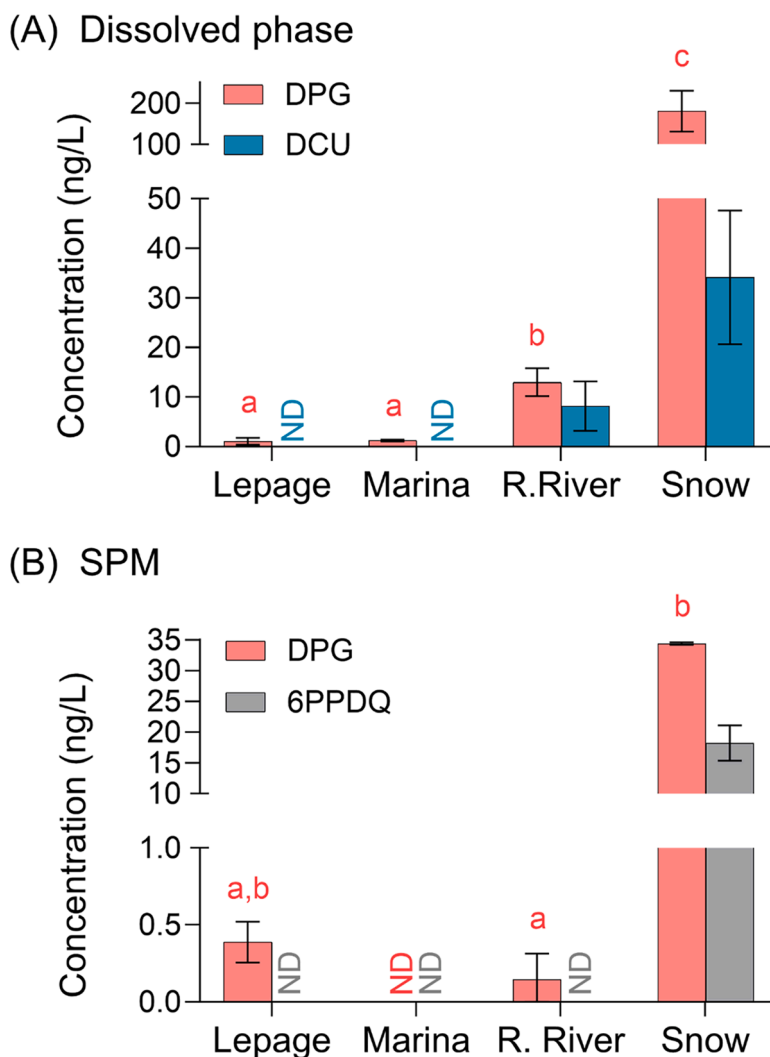 (A) Dissolved phase
Concentration (ng/L)
200
100
50
40
30
20
10
0
DPG
DCU
a
ND
a
ND
b
c
Lepage Marina R.River Snow
(B) SPM
Concentration (ng/L)
35
30
25
20
15
10
1.0
0.5
0.0
DPG
6PPDQ
a,b
ND
ND
ND
a
ND
b
Lepage Marina R. River Snow